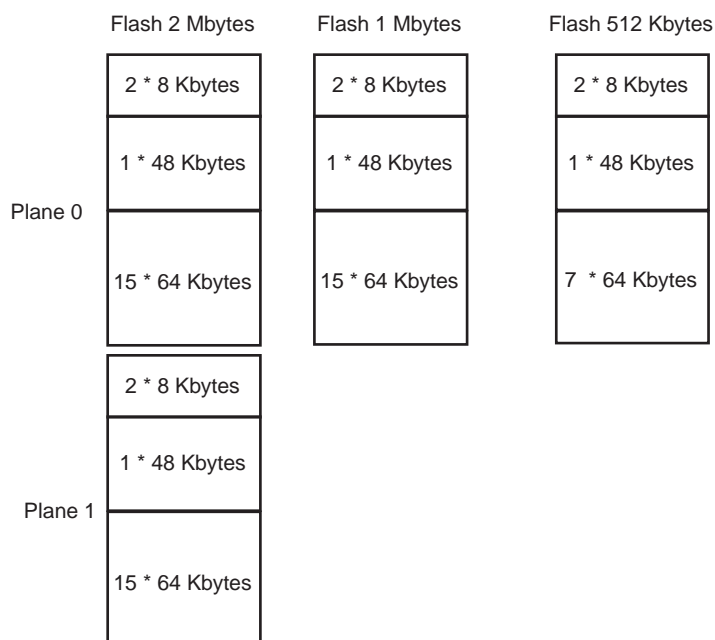 Flash 2 Mbytes Flash 1 Mbytes Flash 512 Kbytes
2 * 8 Kbytes 2 * 8 Kbytes 2 * 8 Kbytes
1 * 48 Kbytes 1 * 48 Kbytes 1 * 48 Kbytes
Plane 0
15 * 64 Kbytes 15 * 64 Kbytes 7 * 64 Kbytes
2 * 8 Kbytes
1 * 48 Kbytes
Plane 1
15 * 64 Kbytes